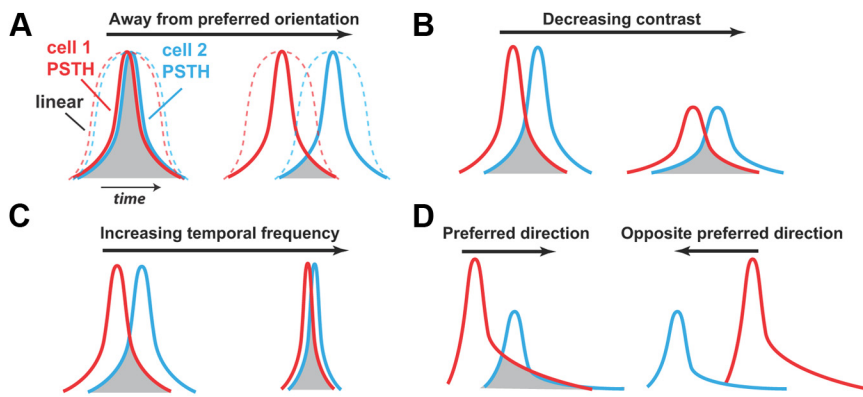 A
Away from preferred orientation
cell 1
PSTH
cell 2
PSTH
linear
time
B
Decreasing contrast
C
Increasing temporal frequency
D
Preferred direction
Opposite preferred direction